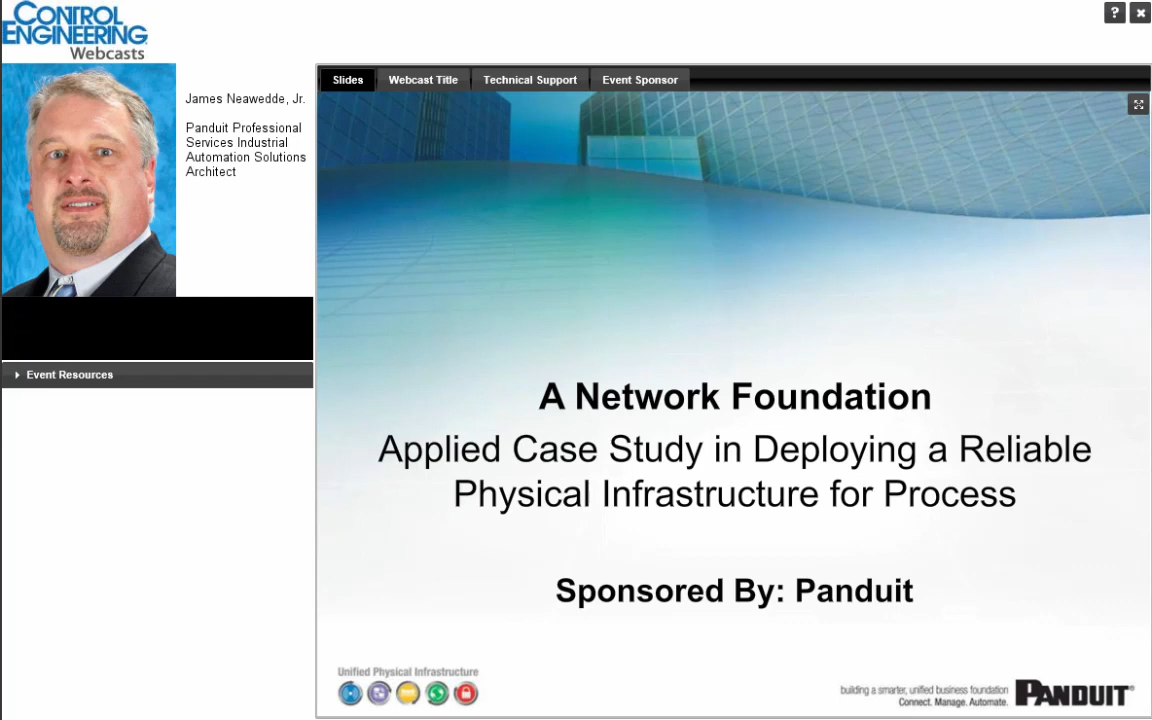 CONTROL
ENGINEERING
Webcasts
? ×
James Neawedde, Jr.
Panduit Professional
Services Industrial
Automation Solutions
Architect
Event Resources
Slides Webcast Title Technical Support Event Sponsor
A Network Foundation
Applied Case Study in Deploying a Reliable
Physical Infrastructure for Process
Sponsored By: Panduit
Unified Physical Infrastructure
building a smarter, unified business foundation
Connect. Manage. Automate.
PANDUIT®